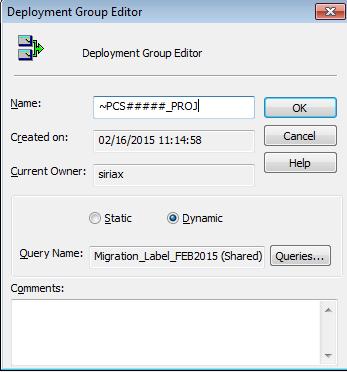 Deployment Group Editor
Deployment Group Editor
Name: ~PCS#####_PROJ OK
Created on: 02/16/2015 11:14:58 Cancel
Help
Current Owner: siriax
Static Dynamic
Query Name: Migration_Label_FEB2015 (Shared) Queries...
Comments: